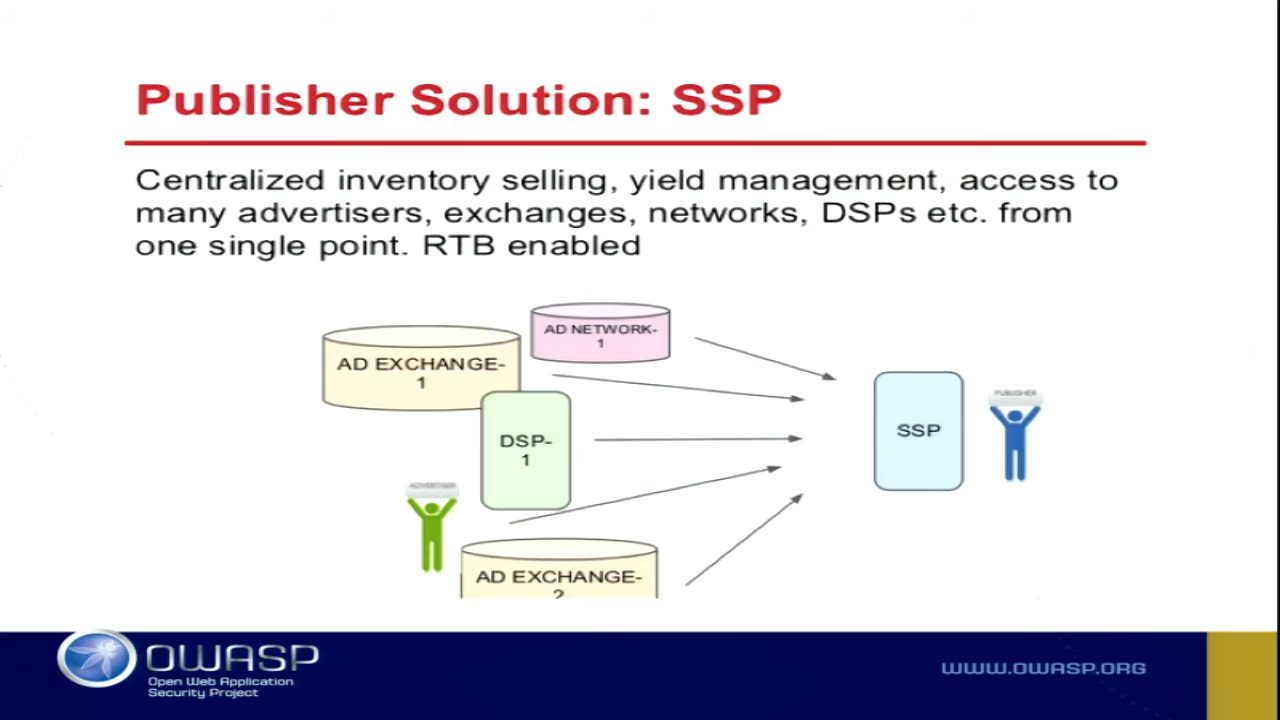 Publisher Solution: SSP
Centralized inventory selling, yield management, access to
many advertisers, exchanges, networks, DSPs etc. from
one single point. RTB enabled
AD NETWORK-
1
AD EXCHANGE-
1
DSP-
1
SSP
PUBLISHER
ADVERTISER
AD EXCHANGE-
2
OWASP
Open Web Application
Security Project
WWW.OWASP.ORG